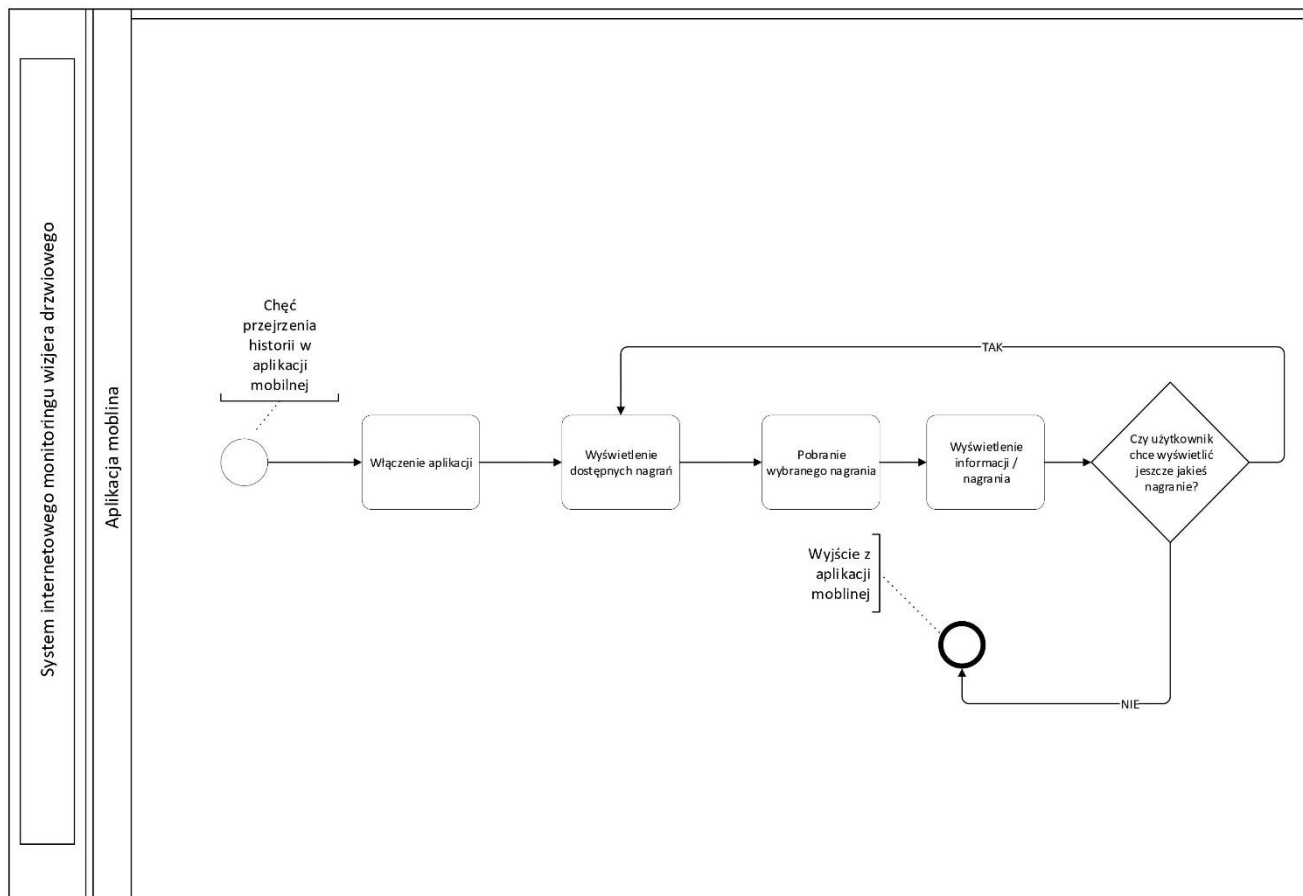 System internetowego monitoringu wizjera drzwiowego
Aplikacja moblina
Chęć
przejrzenia
historii w
aplikacji
mobilnej
TAK
Włączenie aplikacji
Wyświetlenie
dostępnych nagrań
Pobranie
wybranego nagrania
Wyświetlenie
informacji /
nagrania
Czy użytkownik
chce wyświetlić
jeszcze jakieś
nagranie?
Wyjście z
aplikacji
moblinej
NIE